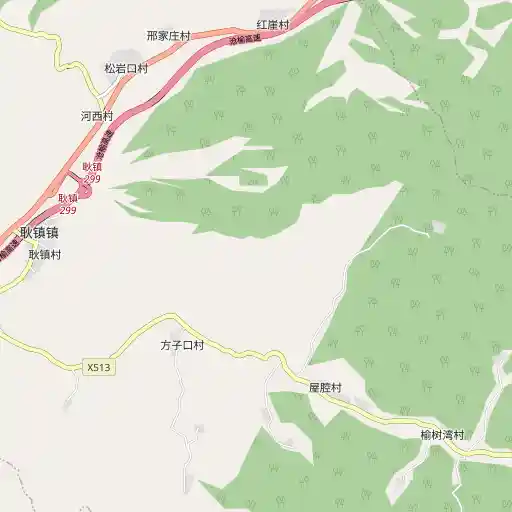 红崖村
邢家庄村
沧榆高速
松岩口村
河西村
耿镇
299
耿镇
299
耿镇镇
耿镇村
方子口村
X513
屋腔村
榆树湾村